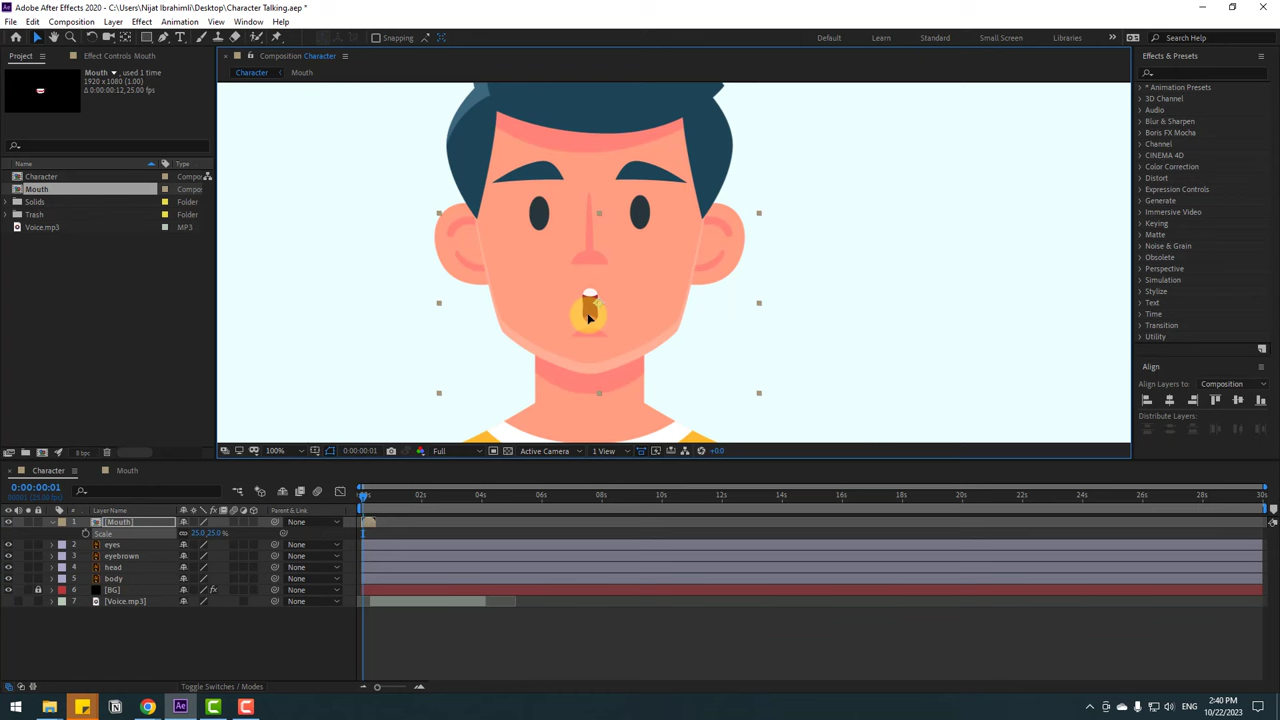 Adobe After Effects 2020 - C:\Users\Nijat Ibrahimli\Desktop\Character Talking.aep *
File Edit Composition Layer Effect Animation View Window Help
Snapping
Default Learn Standard Small Screen Libraries
Search Help
Project
Effect Controls Mouth
Composition Character
Effects & Presets
Character
Mouth
Mouth , used 1 time
1920 x 1080 (1.00)
Δ 0:00:00:12, 25.00 fps
Name Type
Character Compo
Mouth Compos
Solids Folder
Trash Folder
Voice.mp3 MP3
* Animation Presets
3D Channel
Audio
Blur & Sharpen
Boris FX Mocha
Channel
CINEMA 4D
Color Correction
Distort
Expression Controls
Generate
Immersive Video
Keying
Matte
Noise & Grain
Obsolete
Perspective
Simulation
Stylize
Text
Time
Transition
Utility
Align
Align Layers to: Composition
Distribute Layers:
8 bpc
100%
0:00:00:01
Full
Active Camera
1 View
+0.0
Character
Mouth
0:00:00:01
00001 (25.00 fps)
02s 04s 06s 08s 10s 12s 14s 16s 18s 20s 22s 24s 26s 28s 30s
# Layer Name Parent & Link
1 [Mouth] None
Scale 25.0,25.0 %
2 eyes None
3 eyebrown None
4 head None
5 body None
6 [BG] None
7 [Voice.mp3] None
Toggle Switches / Modes
ENG
2:40 PM
10/22/2023